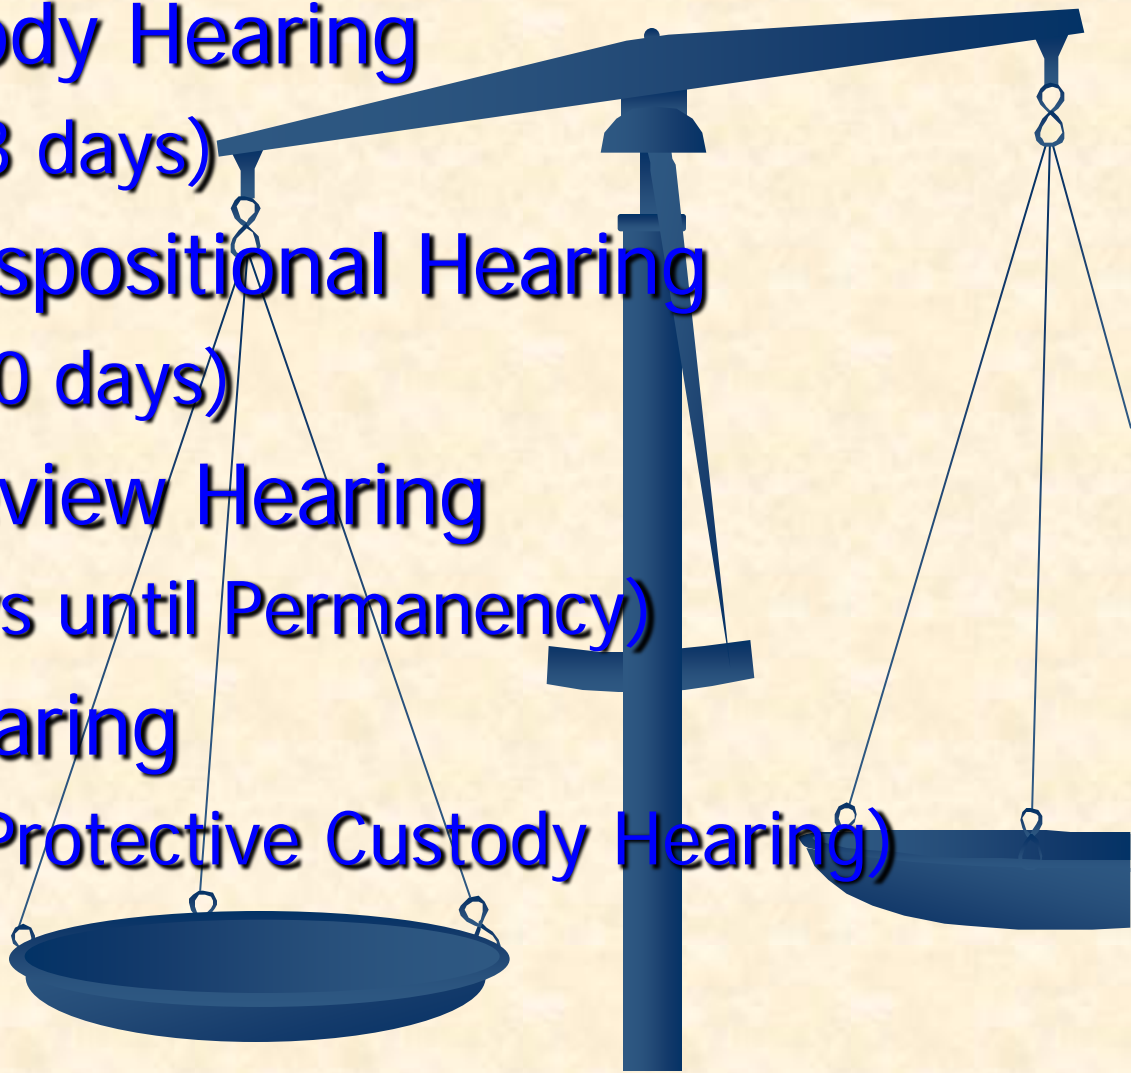 ody Hearing
3 days)
spositional Hearing
0 days)
view Hearing
s until Permanency)
aring
Protective Custody Hearing)